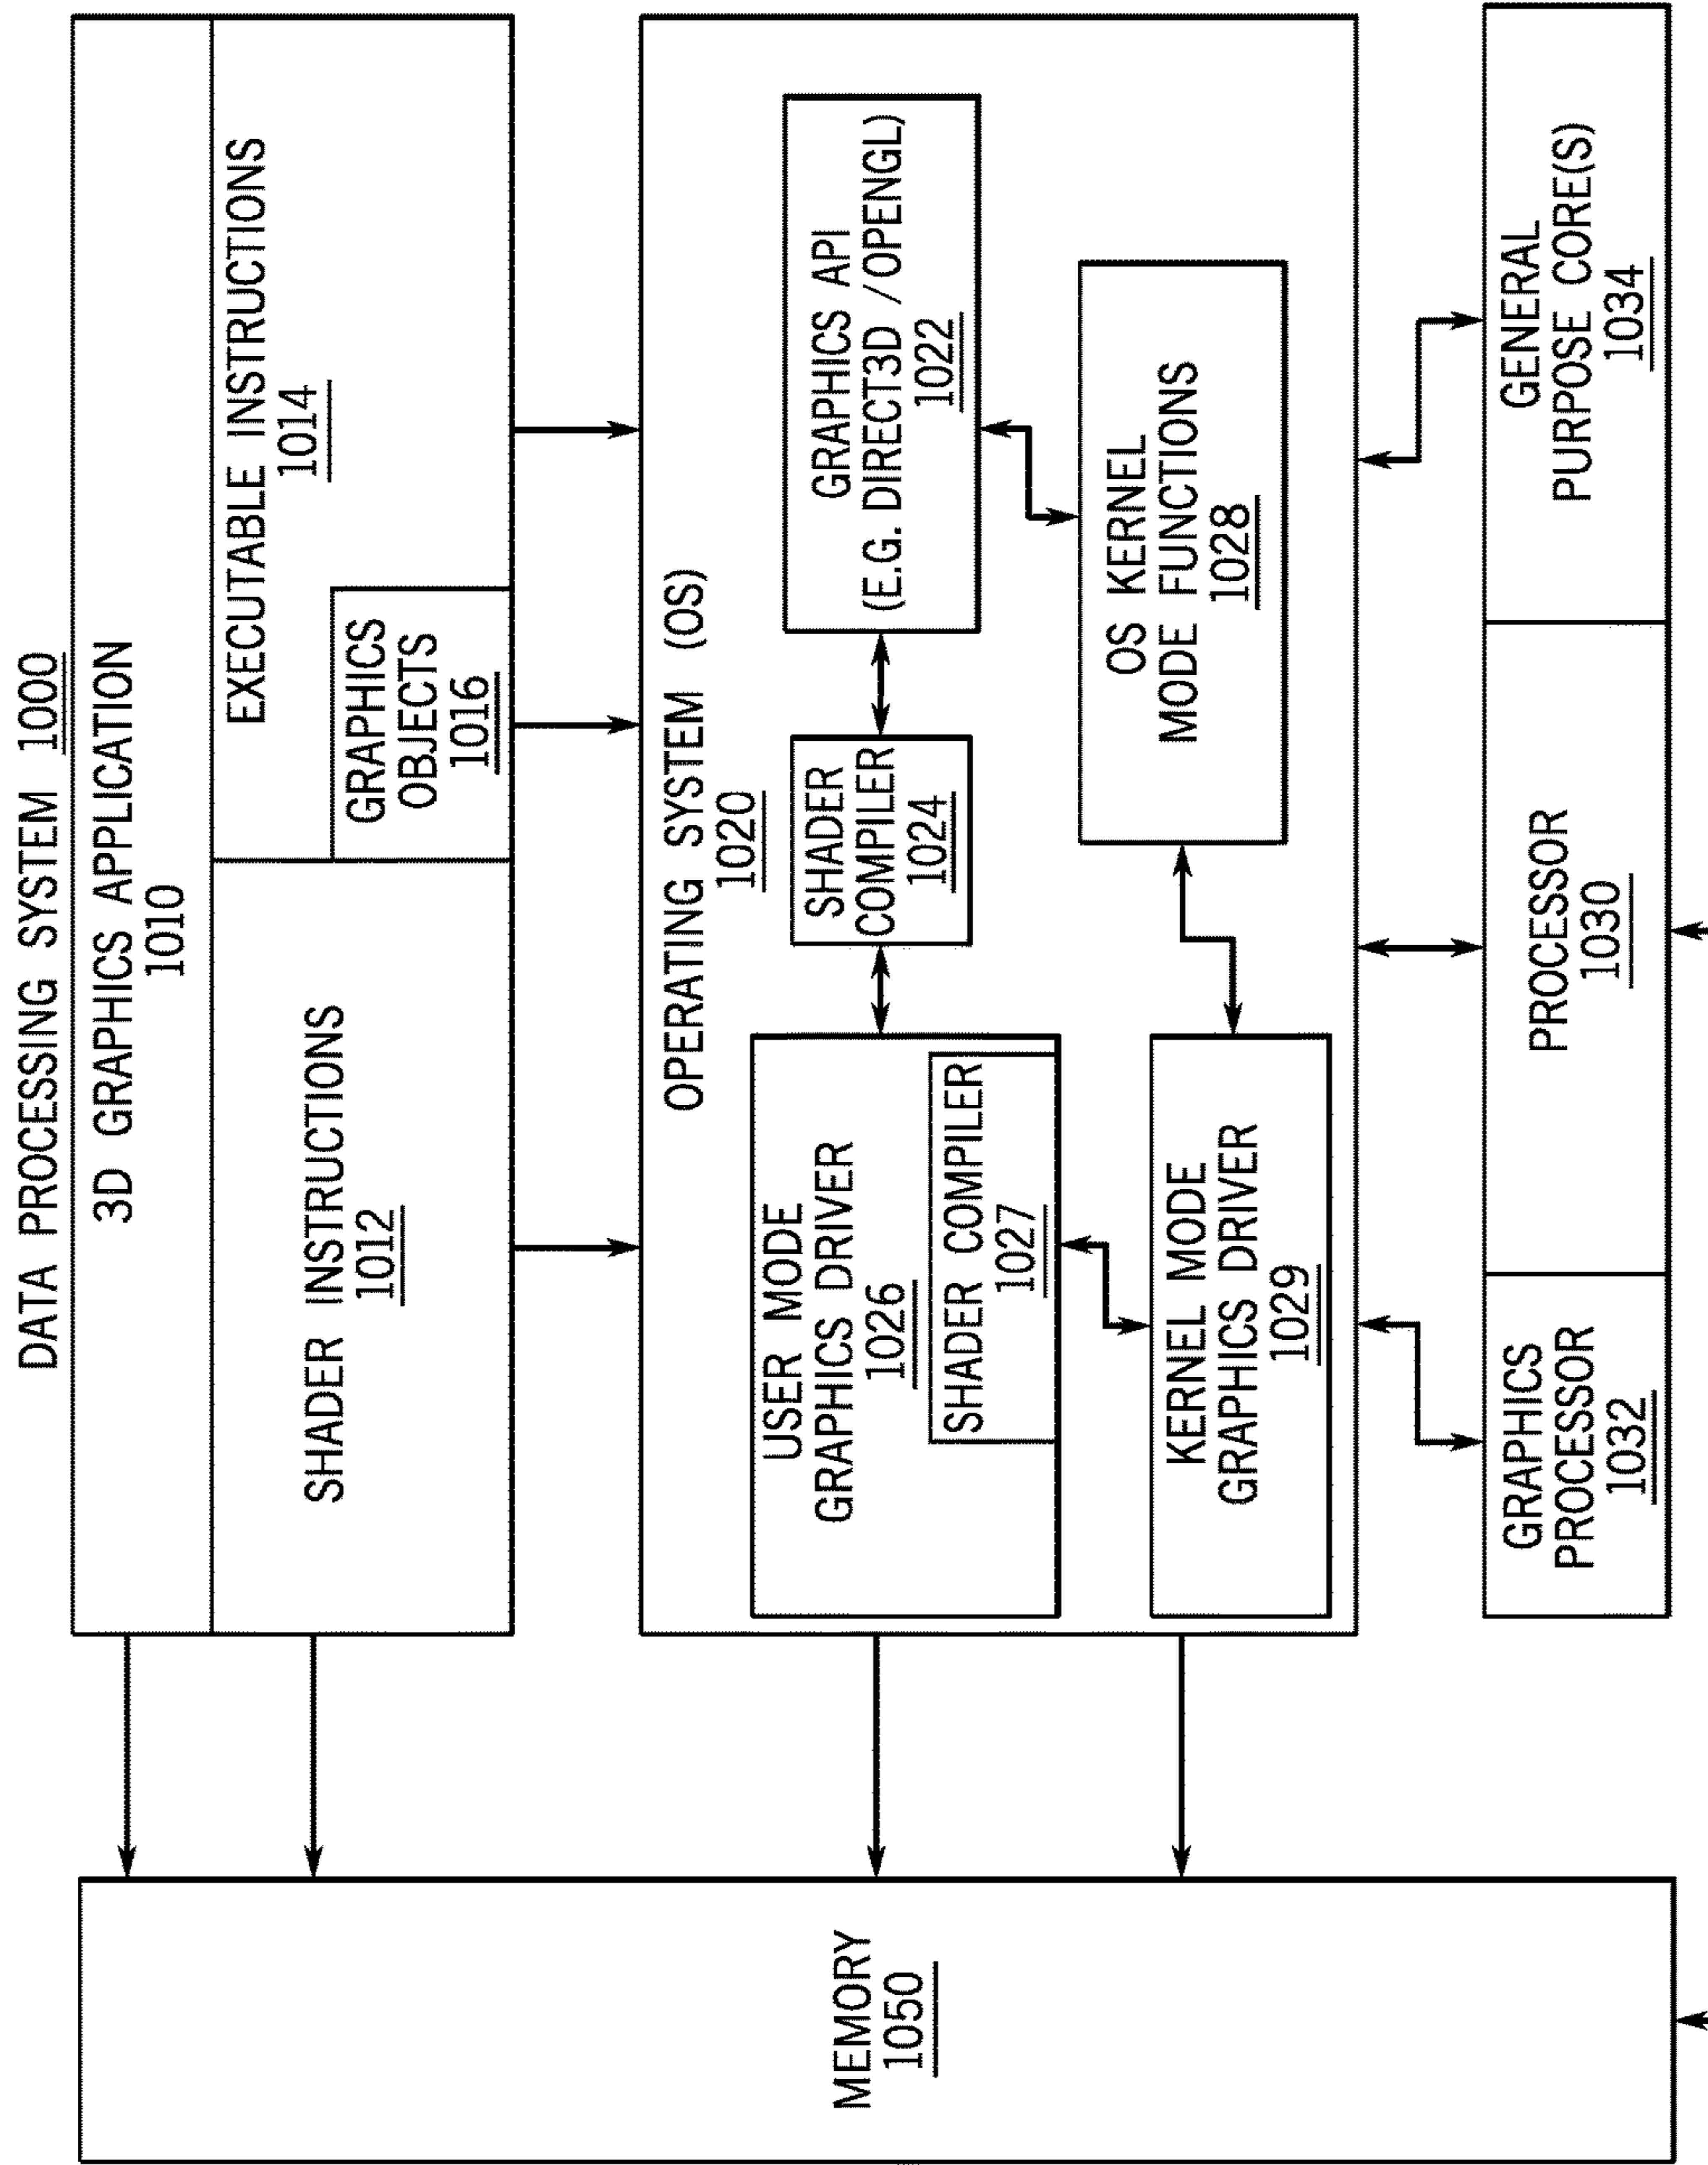 DATA PROCESSING SYSTEM 1000
3D GRAPHICS APPLICATION
1010
SHADER INSTRUCTIONS
1012
EXECUTABLE INSTRUCTIONS
1014
GRAPHICS
OBJECTS
1016
OPERATING SYSTEM (OS)
1020
USER MODE
GRAPHICS DRIVER
1026
SHADER COMPILER
1027
SHADER
COMPILER
1024
GRAPHICS API
(E.G. DIRECT3D /OPENGL)
1022
KERNEL MODE
GRAPHICS DRIVER
1029
OS KERNEL
MODE FUNCTIONS
1028
GRAPHICS
PROCESSOR
1032
PROCESSOR
1030
GENERAL
PURPOSE CORE(S)
1034
MEMORY
1050